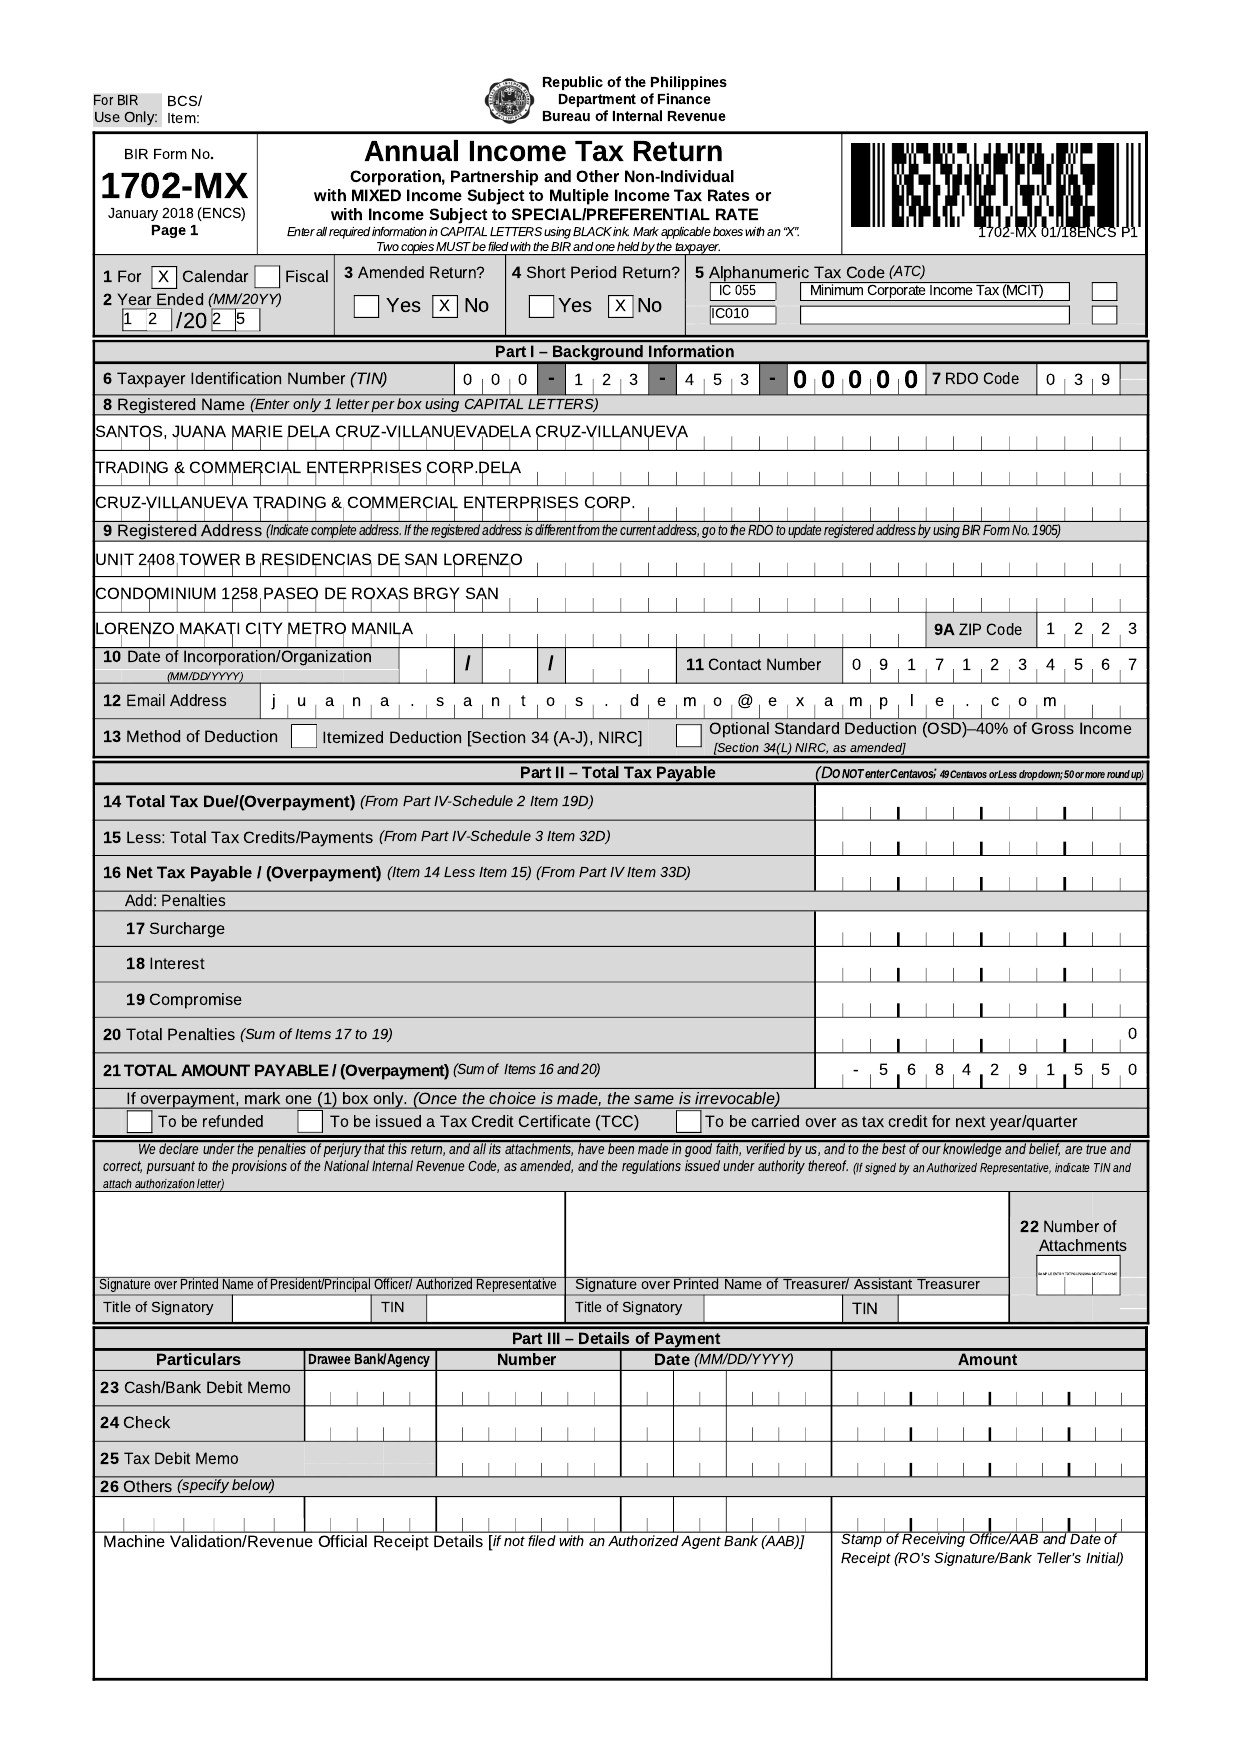 For BIR Use Only:
BCS/ Item:
Republic of the Philippines
Department of Finance
Bureau of Internal Revenue
BIR Form No.
1702-MX
January 2018 (ENCS)
Page 1
Annual Income Tax Return
Corporation, Partnership and Other Non-Individual
with MIXED Income Subject to Multiple Income Tax Rates or
with Income Subject to SPECIAL/PREFERENTIAL RATE
Enter all required information in CAPITAL LETTERS using BLACK ink. Mark applicable boxes with an "X".
Two copies MUST be filed with the BIR and one held by the taxpayer.
1702-MX 01/18ENCS P1
1 For X Calendar Fiscal
2 Year Ended (MM/20YY)
1 2 /20 2 5
3 Amended Return?
Yes X No
4 Short Period Return?
Yes X No
5 Alphanumeric Tax Code (ATC)
IC 055 Minimum Corporate Income Tax (MCIT)
IC010
Part I – Background Information
6 Taxpayer Identification Number (TIN) 0 0 0 - 1 2 3 - 4 5 3 - 0 0 0 0 0 7 RDO Code 0 3 9
8 Registered Name (Enter only 1 letter per box using CAPITAL LETTERS)
SANTOS, JUANA MARIE DELA CRUZ-VILLANUEVADELA CRUZ-VILLANUEVA
TRADING & COMMERCIAL ENTERPRISES CORP.DELA
CRUZ-VILLANUEVA TRADING & COMMERCIAL ENTERPRISES CORP.
9 Registered Address (Indicate complete address. If the registered address is different from the current address, go to the RDO to update registered address by using BIR Form No. 1905)
UNIT 2408 TOWER B RESIDENCIAS DE SAN LORENZO
CONDOMINIUM 1258 PASEO DE ROXAS BRGY SAN
LORENZO MAKATI CITY METRO MANILA 9A ZIP Code 1 2 2 3
10 Date of Incorporation/Organization (MM/DD/YYYY) / / 11 Contact Number 0 9 1 7 1 2 3 4 5 6 7
12 Email Address j u a n a . s a n t o s . d e m o @ e x a m p l e . c o m
13 Method of Deduction Itemized Deduction [Section 34 (A-J), NIRC] Optional Standard Deduction (OSD)–40% of Gross Income
[Section 34(L) NIRC, as amended]
Part II – Total Tax Payable (DO NOT enter Centavos; 49 Centavos or Less drop down; 50 or more round up)
14 Total Tax Due/(Overpayment) (From Part IV-Schedule 2 Item 19D)
15 Less: Total Tax Credits/Payments (From Part IV-Schedule 3 Item 32D)
16 Net Tax Payable / (Overpayment) (Item 14 Less Item 15) (From Part IV Item 33D)
Add: Penalties
17 Surcharge
18 Interest
19 Compromise
20 Total Penalties (Sum of Items 17 to 19) 0
21 TOTAL AMOUNT PAYABLE / (Overpayment) (Sum of Items 16 and 20) - 5 6 8 4 2 9 1 5 5 0
If overpayment, mark one (1) box only. (Once the choice is made, the same is irrevocable)
To be refunded To be issued a Tax Credit Certificate (TCC) To be carried over as tax credit for next year/quarter
We declare under the penalties of perjury that this return, and all its attachments, have been made in good faith, verified by us, and to the best of our knowledge and belief, are true and
correct, pursuant to the provisions of the National Internal Revenue Code, as amended, and the regulations issued under authority thereof. (If signed by an Authorized Representative, indicate TIN and
attach authorization letter)
22 Number of
Attachments
Signature over Printed Name of President/Principal Officer/ Authorized Representative Signature over Printed Name of Treasurer/ Assistant Treasurer
Title of Signatory TIN Title of Signatory TIN
Part III – Details of Payment
Particulars Drawee Bank/Agency Number Date (MM/DD/YYYY) Amount
23 Cash/Bank Debit Memo
24 Check
25 Tax Debit Memo
26 Others (specify below)
Machine Validation/Revenue Official Receipt Details [if not filed with an Authorized Agent Bank (AAB)]
Stamp of Receiving Office/AAB and Date of
Receipt (RO's Signature/Bank Teller's Initial)